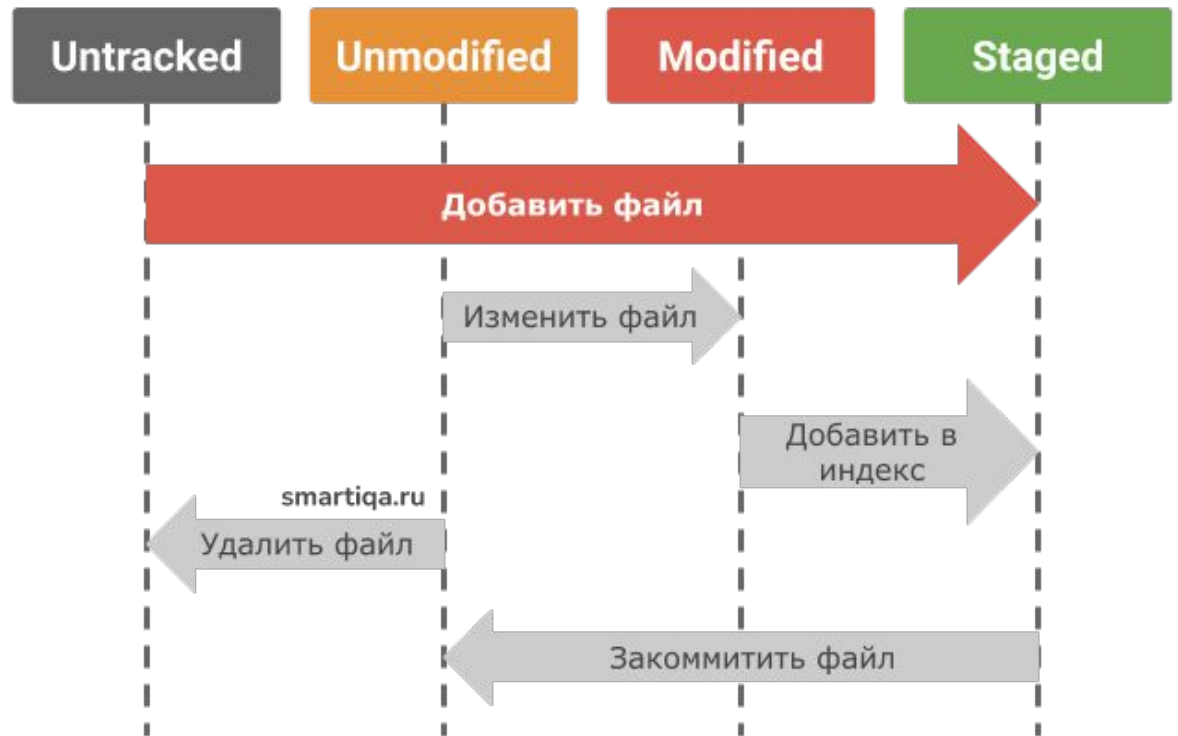 Untracked
Unmodified
Modified
Staged
Добавить файл
Изменить файл
Добавить в
индекс
smartiqa.ru
Удалить файл
Закоммитить файл